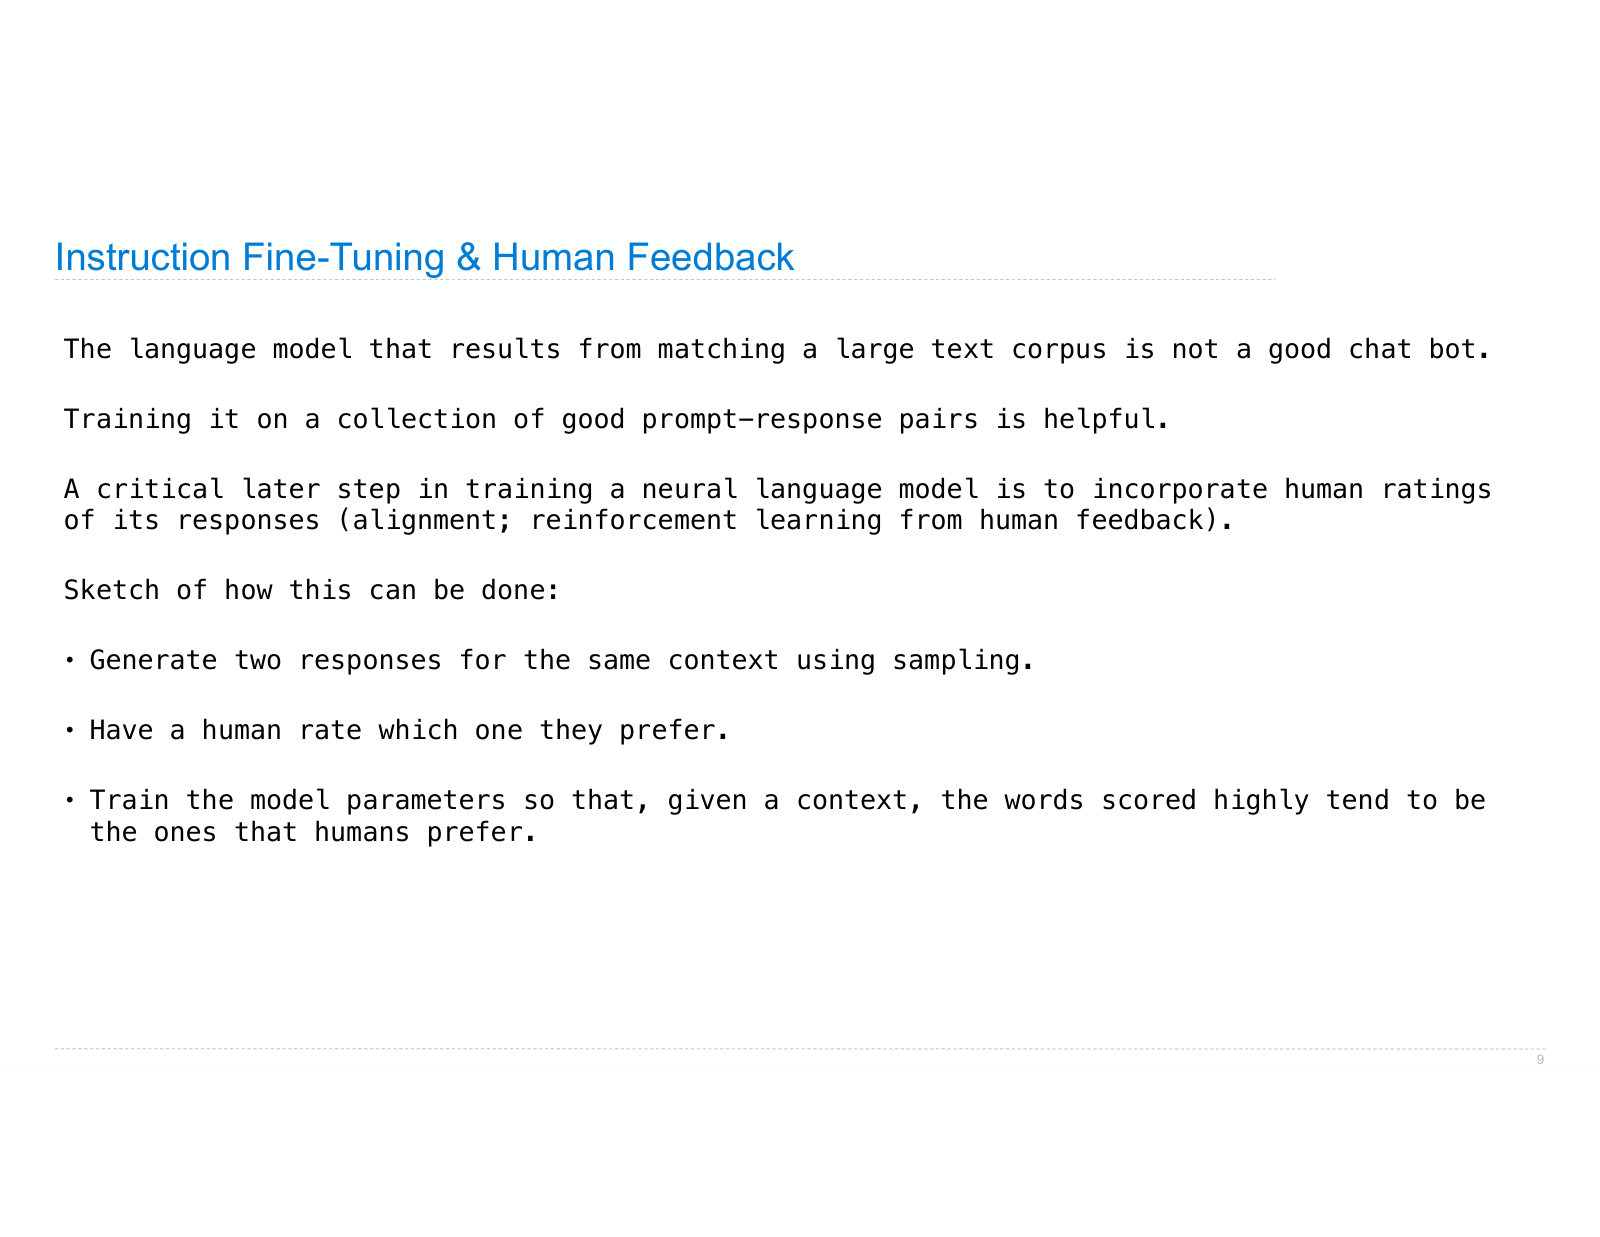 Instruction Fine-Tuning & Human Feedback
The language model that results from matching a large text corpus is not a good chat bot.
Training it on a collection of good prompt-response pairs is helpful.
A critical later step in training a neural language model is to incorporate human ratings
of its responses (alignment; reinforcement learning from human feedback).
Sketch of how this can be done:
• Generate two responses for the same context using sampling.
• Have a human rate which one they prefer.
• Train the model parameters so that, given a context, the words scored highly tend to be
the ones that humans prefer.
9